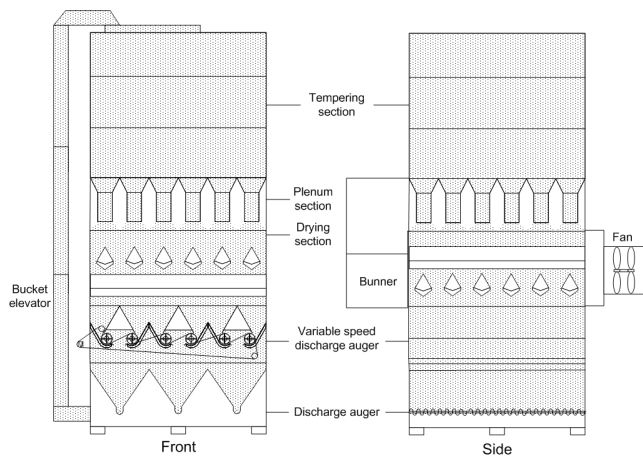 Tempering
section
Plenum
section
Drying
section
Fan
Bunner
Bucket
elevator
Variable speed
discharge auger
Discharge auger
Front
Side